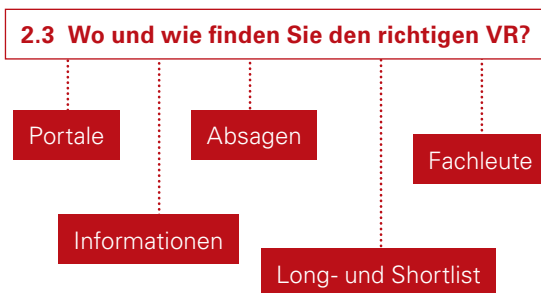 2.3 Wo und wie finden Sie den richtigen VR?
Portale
Absagen
Fachleute
Informationen
Long- und Shortlist